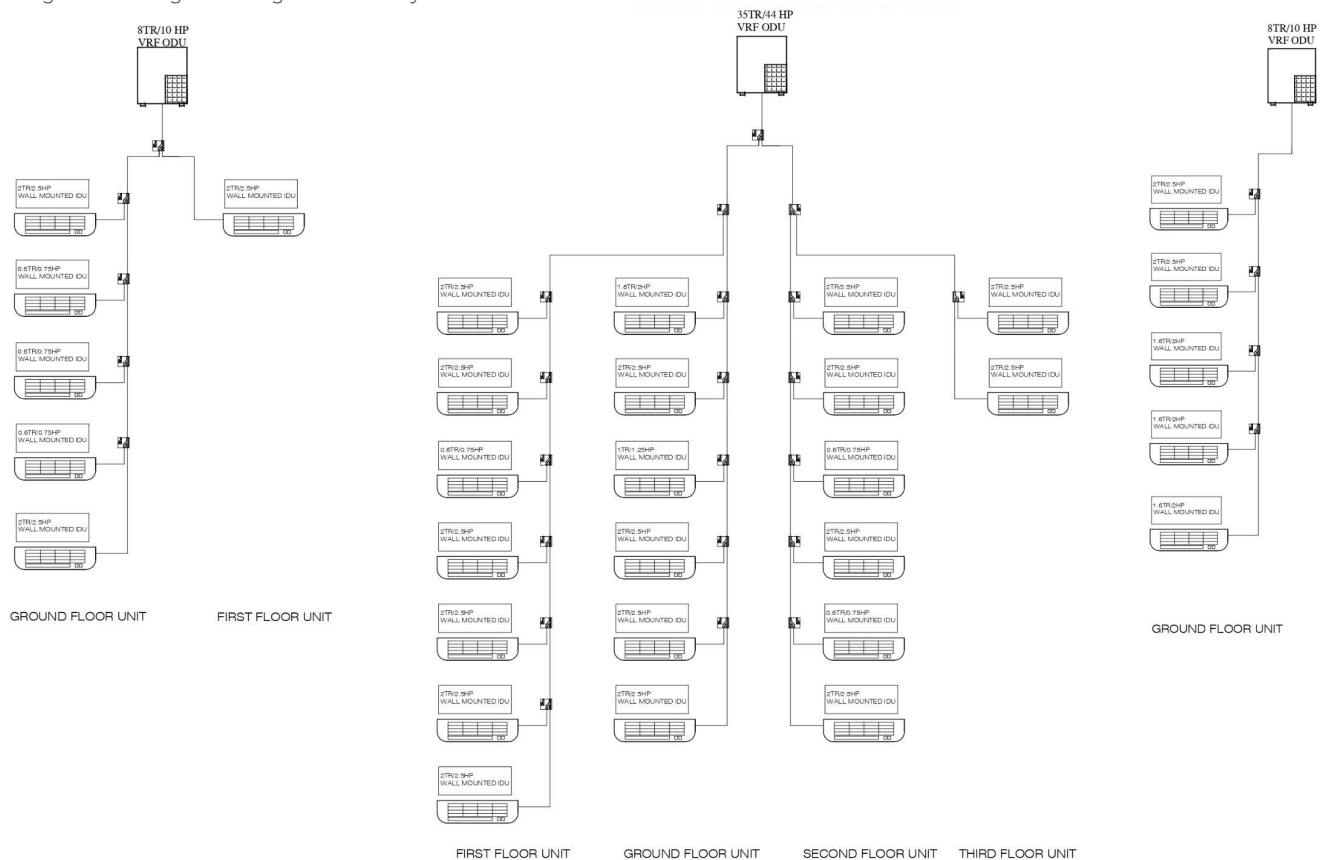 8TR/10 HP
VRF ODU
2TR/2.5HP
WALL MOUNTED IDU
0.6TR/0.75HP
WALL MOUNTED IDU
0.6TR/0.75HP
WALL MOUNTED IDU
0.6TR/0.75HP
WALL MOUNTED IDU
2TR/2.5HP
WALL MOUNTED IDU
GROUND FLOOR UNIT
2TR/2.5HP
WALL MOUNTED IDU
FIRST FLOOR UNIT
35TR/44 HP
VRF ODU
2TR/2.5HP
WALL MOUNTED IDU
2TR/2.5HP
WALL MOUNTED IDU
0.6TR/0.75HP
WALL MOUNTED IDU
2TR/2.5HP
WALL MOUNTED IDU
2TR/2.5HP
WALL MOUNTED IDU
2TR/2.5HP
WALL MOUNTED IDU
2TR/2.5HP
WALL MOUNTED IDU
FIRST FLOOR UNIT
1.6TR/2HP
WALL MOUNTED IDU
2TR/2.5HP
WALL MOUNTED IDU
1TR/1.25HP
WALL MOUNTED IDU
2TR/2.5HP
WALL MOUNTED IDU
2TR/2.5HP
WALL MOUNTED IDU
2TR/2.5HP
WALL MOUNTED IDU
GROUND FLOOR UNIT
2TR/2.5HP
WALL MOUNTED IDU
2TR/2.5HP
WALL MOUNTED IDU
0.6TR/0.75HP
WALL MOUNTED IDU
2TR/2.5HP
WALL MOUNTED IDU
0.6TR/0.75HP
WALL MOUNTED IDU
2TR/2.5HP
WALL MOUNTED IDU
SECOND FLOOR UNIT
2TR/2.5HP
WALL MOUNTED IDU
2TR/2.5HP
WALL MOUNTED IDU
THIRD FLOOR UNIT
8TR/10 HP
VRF ODU
2TR/2.5HP
WALL MOUNTED IDU
2TR/2.5HP
WALL MOUNTED IDU
1.6TR/2HP
WALL MOUNTED IDU
1.6TR/2HP
WALL MOUNTED IDU
1.6TR/2HP
WALL MOUNTED IDU
GROUND FLOOR UNIT